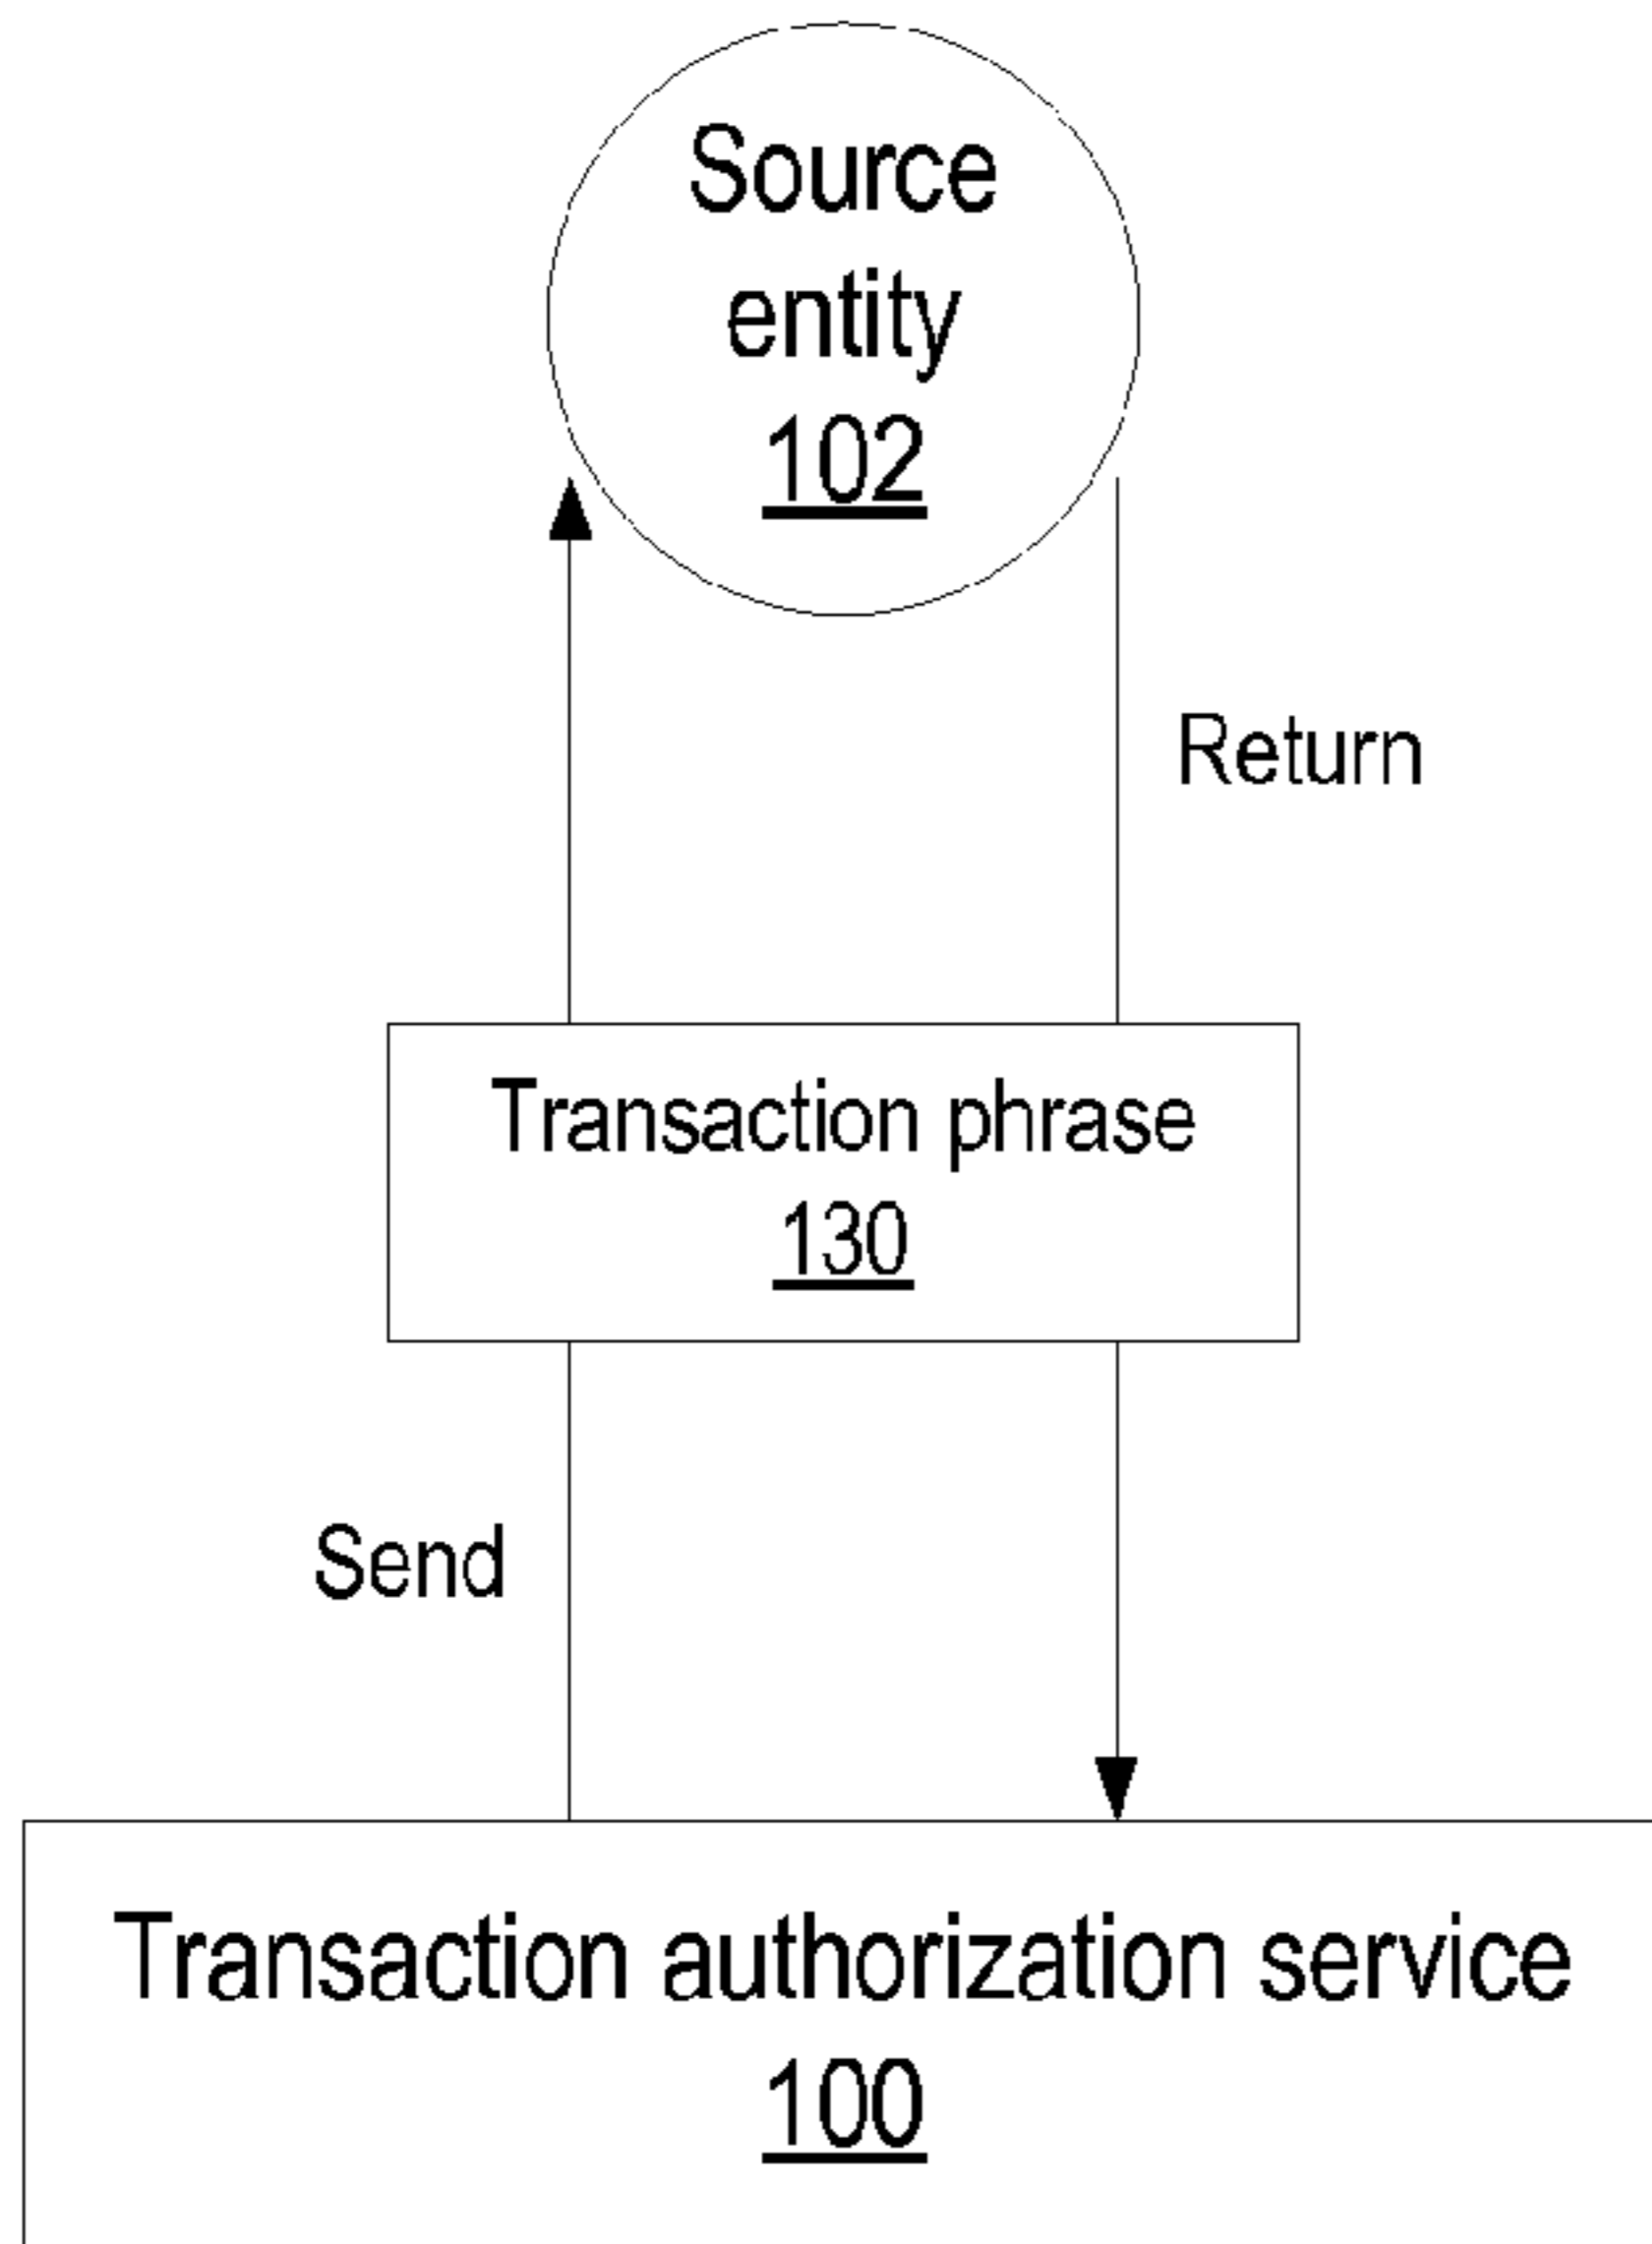 Source
entity
102
Return
Transaction phrase
130
Send
Transaction authorization service
100